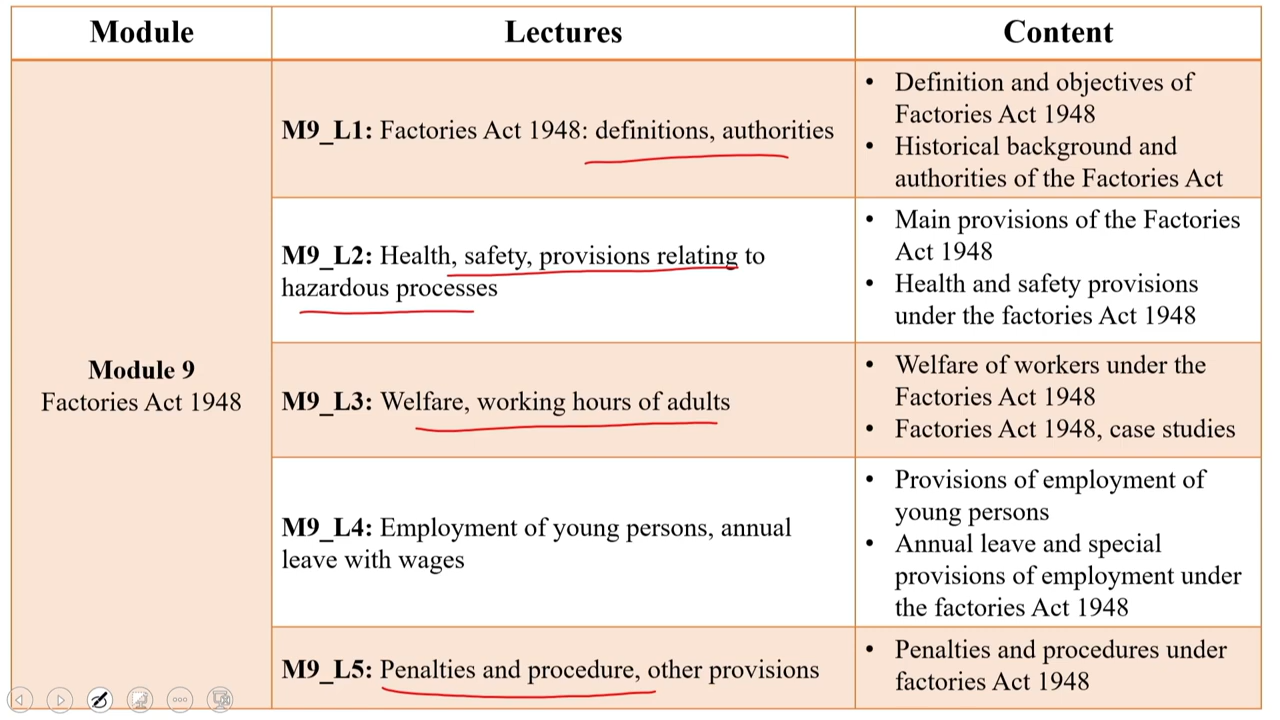 Module
Lectures
Content
Module 9
Factories Act 1948
M9_L1: Factories Act 1948: definitions, authorities
• Definition and objectives of
Factories Act 1948
• Historical background and
authorities of the Factories Act
M9_L2: Health, safety, provisions relating to
hazardous processes
• Main provisions of the Factories
Act 1948
• Health and safety provisions
under the factories Act 1948
M9_L3: Welfare, working hours of adults
• Welfare of workers under the
Factories Act 1948
• Factories Act 1948, case studies
M9_L4: Employment of young persons, annual
leave with wages
• Provisions of employment of
young persons
• Annual leave and special
provisions of employment under
the factories Act 1948
M9_L5: Penalties and procedure, other provisions
• Penalties and procedures under
factories Act 1948